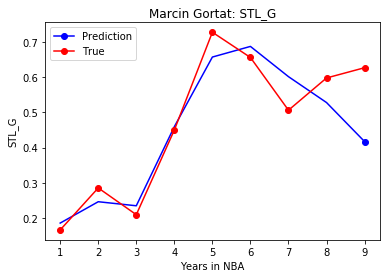 Marcin Gortat: STL_G
Prediction
True
0.7
0.6
0.5
0.4
0.3
0.2
STL_G
1 2 3 4 5 6 7 8 9
Years in NBA